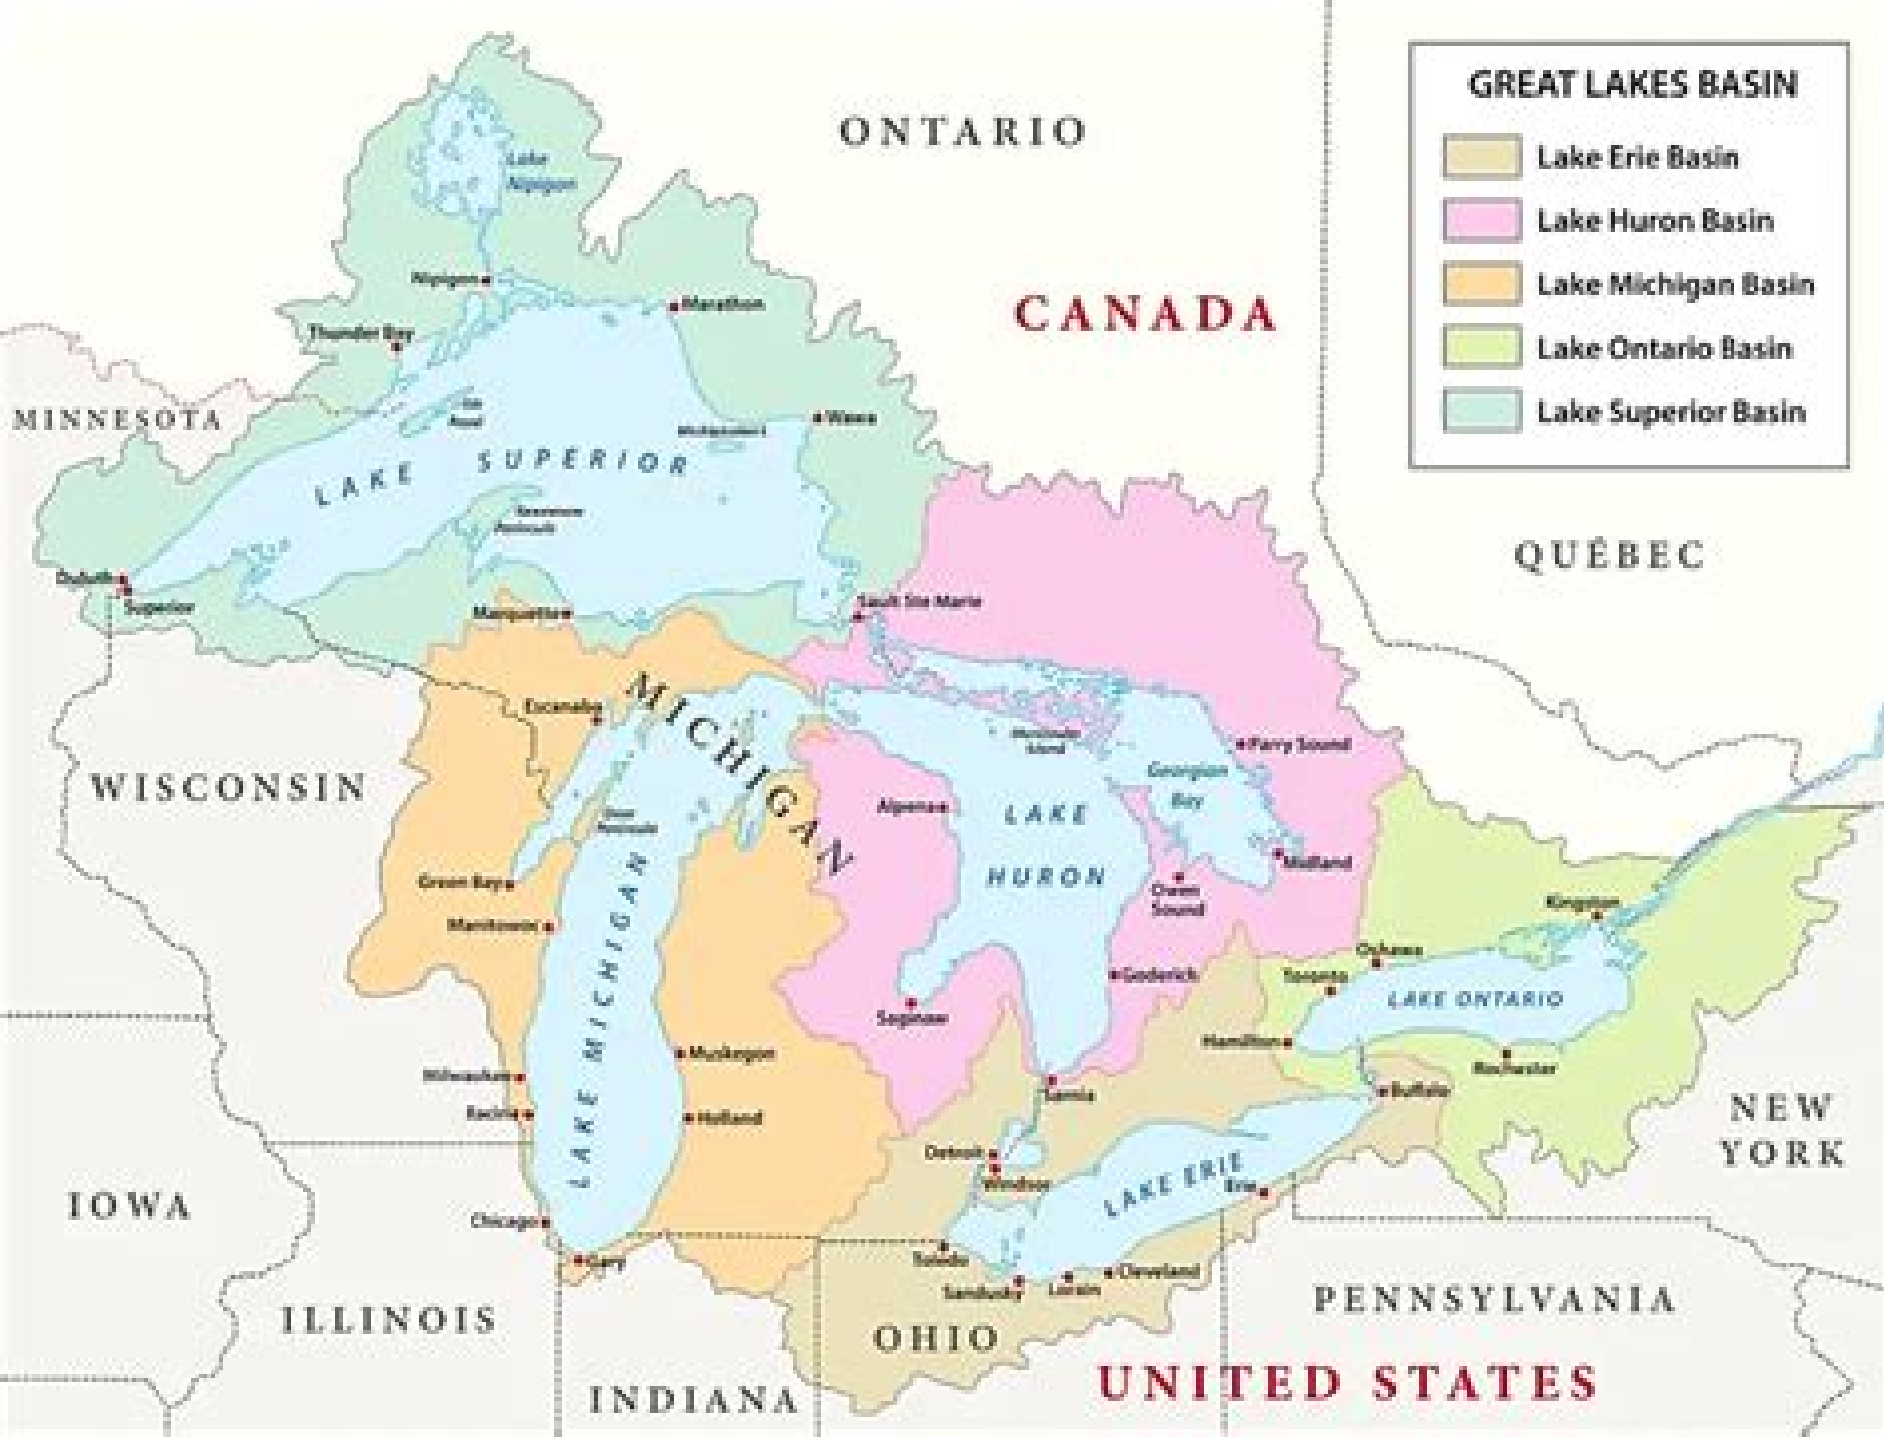 ONTARIO
GREAT LAKES BASIN
Lake Erie Basin
Lake Huron Basin
Lake Michigan Basin
Lake Ontario Basin
Lake Superior Basin
Lake
Nipigon
Nipigon
Marathon
CANADA
Thunder Bay
MINNESOTA
Wawa
LAKE SUPERIOR
Peninsula
QUÉBEC
Duluth
Superior
Marquette
Sault Ste Marie
MICHIGAN
Escanaba
Island
Parry Sound
WISCONSIN
Georgian
Bay
Alpena
LAKE
HURON
Peninsula
Midland
Green Bay
Owen
Sound
Kingston
Manitowoc
LAKE MICHIGAN
Oshawa
Toronto
Goderich
LAKE ONTARIO
Saginaw
Hamilton
Muskegon
Rochester
Milwaukee
Sarnia
Buffalo
Racine
Holland
NEW
YORK
Detroit
Windsor
LAKE ERIE
Erie
IOWA
Chicago
Gary
Toledo
Sandusky
Lorain
Cleveland
ILLINOIS
OHIO
PENNSYLVANIA
INDIANA
UNITED STATES